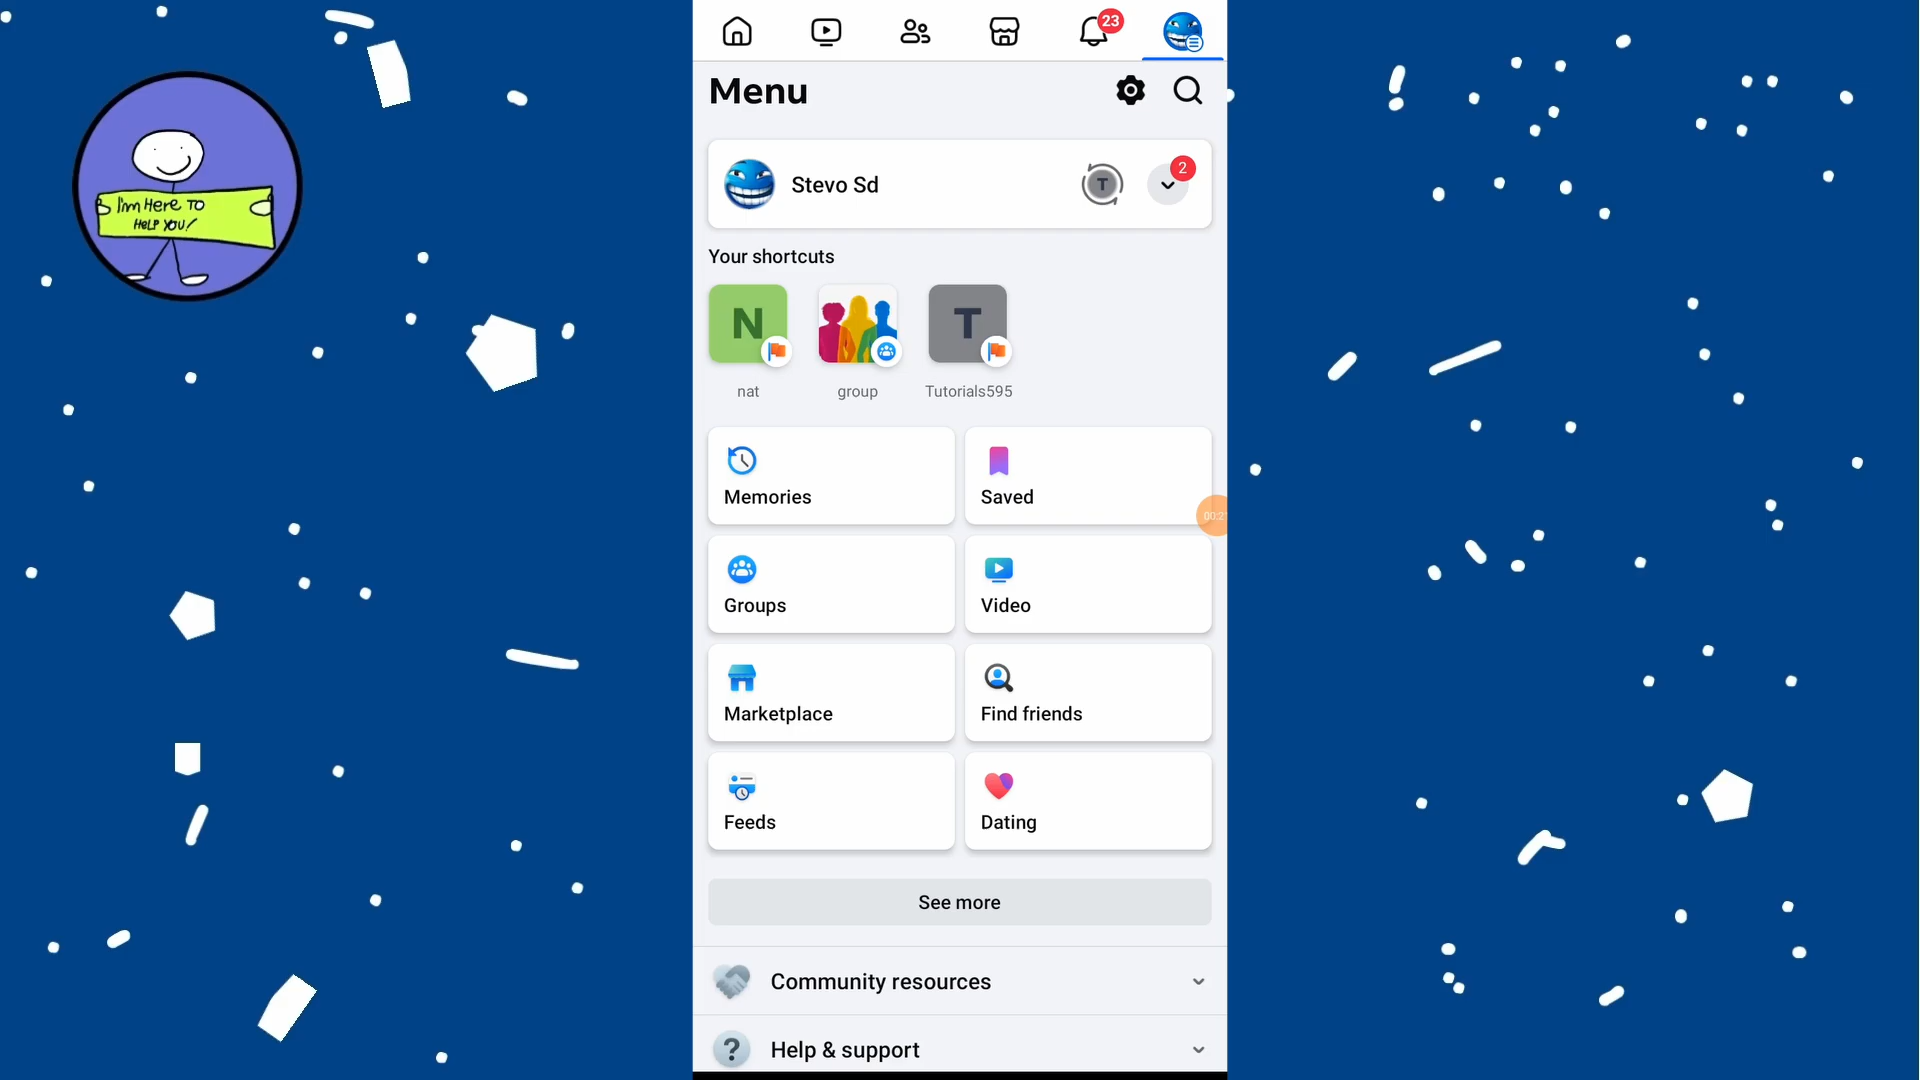 23
Menu
I'm Here To
HELP YOU!
2
Stevo Sd
T
Your shortcuts
N
T
nat
group
Tutorials595
Memories
Saved
Groups
Video
Marketplace
Find friends
Feeds
Dating
See more
Community resources
?
Help & support